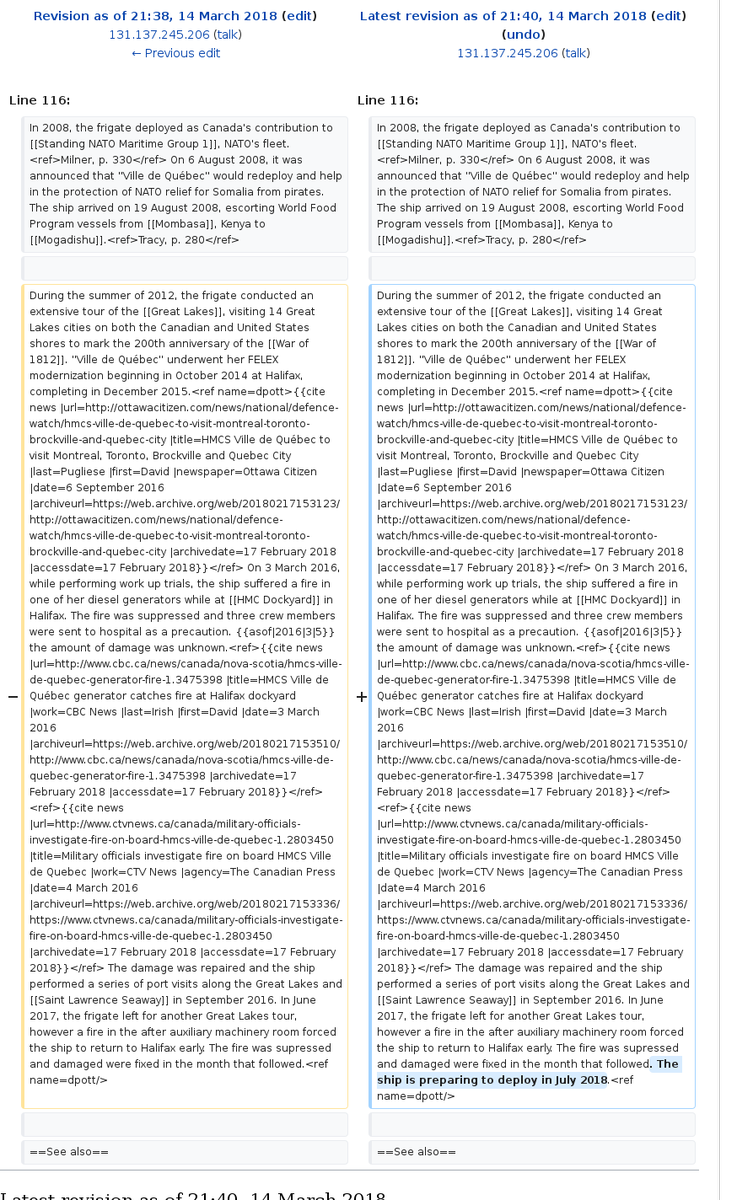 Revision as of 21:38, 14 March 2018 (edit)
131.137.245.206 (talk)
← Previous edit
Latest revision as of 21:40, 14 March 2018 (edit)
(undo)
131.137.245.206 (talk)
Line 116:
Line 116:
In 2008, the frigate deployed as Canada's contribution to
[[Standing NATO Maritime Group 1]], NATO's fleet.
<ref>Milner, p. 330</ref> On 6 August 2008, it was
announced that ''Ville de Québec'' would redeploy and help
in the protection of NATO relief for Somalia from pirates.
The ship arrived on 19 August 2008, escorting World Food
Program vessels from [[Mombasa]], Kenya to
[[Mogadishu]].<ref>Tracy, p. 280</ref>
In 2008, the frigate deployed as Canada's contribution to
[[Standing NATO Maritime Group 1]], NATO's fleet.
<ref>Milner, p. 330</ref> On 6 August 2008, it was
announced that ''Ville de Québec'' would redeploy and help
in the protection of NATO relief for Somalia from pirates.
The ship arrived on 19 August 2008, escorting World Food
Program vessels from [[Mombasa]], Kenya to
[[Mogadishu]].<ref>Tracy, p. 280</ref>
−
During the summer of 2012, the frigate conducted an
extensive tour of the [[Great Lakes]], visiting 14 Great
Lakes cities on both the Canadian and United States
shores to mark the 200th anniversary of the [[War of
1812]]. ''Ville de Québec'' underwent her FELEX
modernization beginning in October 2014 at Halifax,
completing in December 2015.<ref name=dpott>{{cite
news |url=http://ottawacitizen.com/news/national/defence-
watch/hmcs-ville-de-quebec-to-visit-montreal-toronto-
brockville-and-quebec-city |title=HMCS Ville de Québec to
visit Montreal, Toronto, Brockville and Quebec City
|last=Pugliese |first=David |newspaper=Ottawa Citizen
|date=6 September 2016
|archiveurl=https://web.archive.org/web/20180217153123/
http://ottawacitizen.com/news/national/defence-
watch/hmcs-ville-de-quebec-to-visit-montreal-toronto-
brockville-and-quebec-city |archivedate=17 February 2018
|accessdate=17 February 2018}}</ref> On 3 March 2016,
while performing work up trials, the ship suffered a fire in
one of her diesel generators while at [[HMC Dockyard]] in
Halifax. The fire was suppressed and three crew members
were sent to hospital as a precaution. {{asof|2016|3|5}}
the amount of damage was unknown.<ref>{{cite news
|url=http://www.cbc.ca/news/canada/nova-scotia/hmcs-ville-
de-quebec-generator-fire-1.3475398 |title=HMCS Ville de
Québec generator catches fire at Halifax dockyard
|work=CBC News |last=Irish |first=David |date=3 March
2016
|archiveurl=https://web.archive.org/web/20180217153510/
http://www.cbc.ca/news/canada/nova-scotia/hmcs-ville-de-
quebec-generator-fire-1.3475398 |archivedate=17
February 2018 |accessdate=17 February 2018}}</ref>
<ref>{{cite news
|url=http://www.ctvnews.ca/canada/military-officials-
investigate-fire-on-board-hmcs-ville-de-quebec-1.2803450
|title=Military officials investigate fire on board HMCS Ville
de Quebec |work=CTV News |agency=The Canadian Press
|date=4 March 2016
|archiveurl=https://web.archive.org/web/20180217153336/
https://www.ctvnews.ca/canada/military-officials-investigate-
fire-on-board-hmcs-ville-de-quebec-1.2803450
|archivedate=17 February 2018 |accessdate=17 February
2018}}</ref> The damage was repaired and the ship
performed a series of port visits along the Great Lakes and
[[Saint Lawrence Seaway]] in September 2016. In June
2017, the frigate left for another Great Lakes tour,
however a fire in the after auxiliary machinery room forced
the ship to return to Halifax early. The fire was supressed
and damaged were fixed in the month that followed.<ref
name=dpott/>
+
During the summer of 2012, the frigate conducted an
extensive tour of the [[Great Lakes]], visiting 14 Great
Lakes cities on both the Canadian and United States
shores to mark the 200th anniversary of the [[War of
1812]]. ''Ville de Québec'' underwent her FELEX
modernization beginning in October 2014 at Halifax,
completing in December 2015.<ref name=dpott>{{cite
news |url=http://ottawacitizen.com/news/national/defence-
watch/hmcs-ville-de-quebec-to-visit-montreal-toronto-
brockville-and-quebec-city |title=HMCS Ville de Québec to
visit Montreal, Toronto, Brockville and Quebec City
|last=Pugliese |first=David |newspaper=Ottawa Citizen
|date=6 September 2016
|archiveurl=https://web.archive.org/web/20180217153123/
http://ottawacitizen.com/news/national/defence-
watch/hmcs-ville-de-quebec-to-visit-montreal-toronto-
brockville-and-quebec-city |archivedate=17 February 2018
|accessdate=17 February 2018}}</ref> On 3 March 2016,
while performing work up trials, the ship suffered a fire in
one of her diesel generators while at [[HMC Dockyard]] in
Halifax. The fire was suppressed and three crew members
were sent to hospital as a precaution. {{asof|2016|3|5}}
the amount of damage was unknown.<ref>{{cite news
|url=http://www.cbc.ca/news/canada/nova-scotia/hmcs-ville-
de-quebec-generator-fire-1.3475398 |title=HMCS Ville de
Québec generator catches fire at Halifax dockyard
|work=CBC News |last=Irish |first=David |date=3 March
2016
|archiveurl=https://web.archive.org/web/20180217153510/
http://www.cbc.ca/news/canada/nova-scotia/hmcs-ville-de-
quebec-generator-fire-1.3475398 |archivedate=17
February 2018 |accessdate=17 February 2018}}</ref>
<ref>{{cite news
|url=http://www.ctvnews.ca/canada/military-officials-
investigate-fire-on-board-hmcs-ville-de-quebec-1.2803450
|title=Military officials investigate fire on board HMCS Ville
de Quebec |work=CTV News |agency=The Canadian Press
|date=4 March 2016
|archiveurl=https://web.archive.org/web/20180217153336/
https://www.ctvnews.ca/canada/military-officials-investigate-
fire-on-board-hmcs-ville-de-quebec-1.2803450
|archivedate=17 February 2018 |accessdate=17 February
2018}}</ref> The damage was repaired and the ship
performed a series of port visits along the Great Lakes and
[[Saint Lawrence Seaway]] in September 2016. In June
2017, the frigate left for another Great Lakes tour,
however a fire in the after auxiliary machinery room forced
the ship to return to Halifax early. The fire was supressed
and damaged were fixed in the month that followed. The
ship is preparing to deploy in July 2018.<ref
name=dpott/>
==See also==
==See also==
Latest revision as of 21:40, 14 March 2018